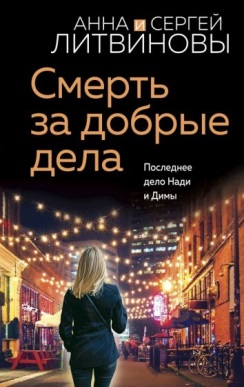 АННА И СЕРГЕЙ
ЛИТВИНОВЫ
Смерть
за добрые
дела
Последнее
дело Нади
и Димы